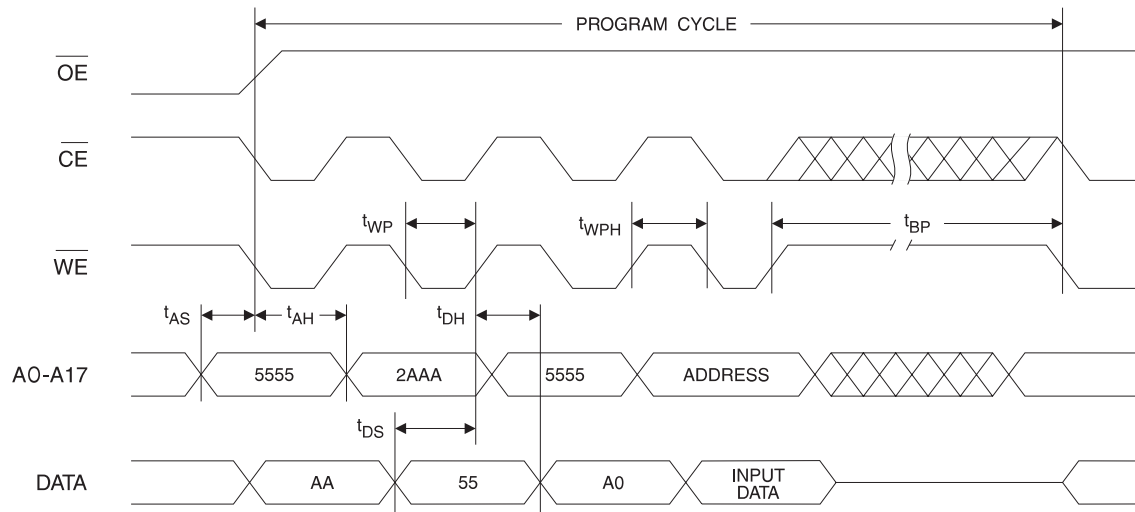 PROGRAM CYCLE
OE
CE
tWP
tWPH
tBP
WE
tAS
tAH
tDH
A0-A17
5555
2AAA
5555
ADDRESS
tDS
DATA
AA
55
A0
INPUT
DATA